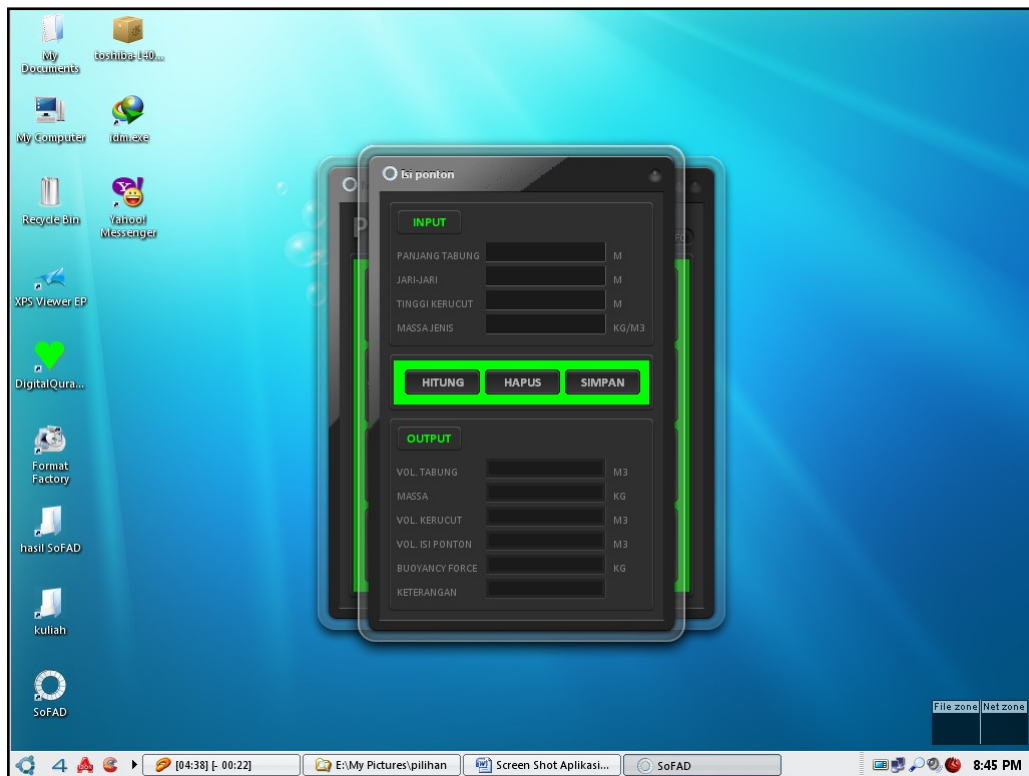 My Documents
toshiba-l40...
My Computer
idm.exe
Recycle Bin
Yahoo! Messenger
XPS Viewer EP
DigitalQura...
Format Factory
hasil SoFAD
kuliah
SoFAD
Isi ponton
INPUT
PANJANG TABUNG M
JARI-JARI M
TINGGI KERUCUT M
MASSA JENIS KG/M3
HITUNG HAPUS SIMPAN
OUTPUT
VOL. TABUNG M3
MASSA KG
VOL. KERUCUT M3
VOL. ISI PONTON M3
BUOYANCY FORCE KG
KETERANGAN
File zone Net zone
4 [04:38] [- 00:22] E:\My Pictures\pilihan Screen Shot Aplikasi... SoFAD 8:45 PM